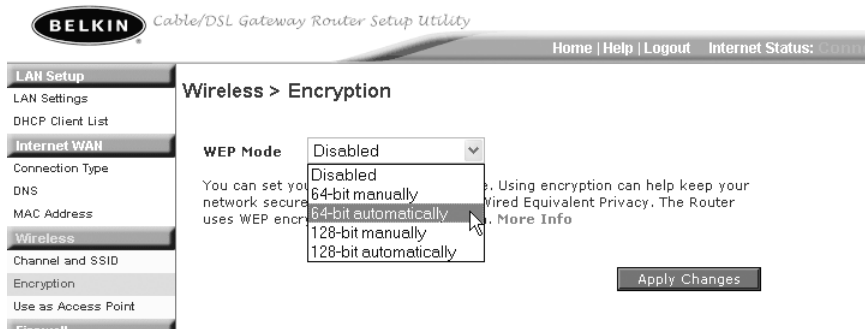 BELKIN
Cable/DSL Gateway Router Setup Utility
Home | Help | Logout Internet Status:
LAN Setup
LAN Settings
DHCP Client List
Internet WAN
Connection Type
DNS
MAC Address
Wireless
Channel and SSID
Encryption
Use as Access Point
Firewall
Wireless > Encryption
WEP Mode Disabled
Disabled
64-bit manually
64-bit automatically
128-bit manually
128-bit automatically
You can set . Using encryption can help keep your
network secure Wired Equivalent Privacy. The Router
uses WEP . More Info
Apply Changes